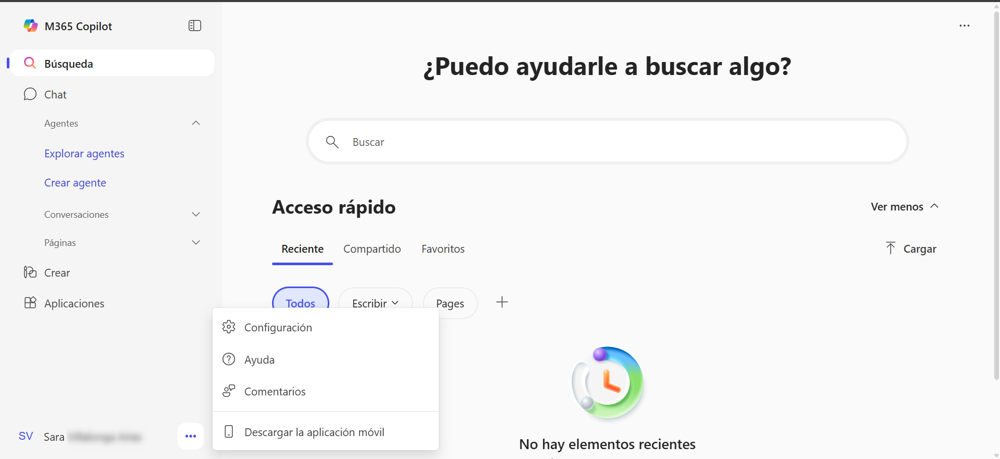 M365 Copilot
Búsqueda
Chat
Agentes
Explorar agentes
Crear agente
Conversaciones
Páginas
Crear
Aplicaciones
SV Sara
¿Puedo ayudarle a buscar algo?
Buscar
Acceso rápido
Ver menos
Reciente Compartido Favoritos
Cargar
Todos Escribir Pages
Configuración
Ayuda
Comentarios
Descargar la aplicación móvil
No hay elementos recientes